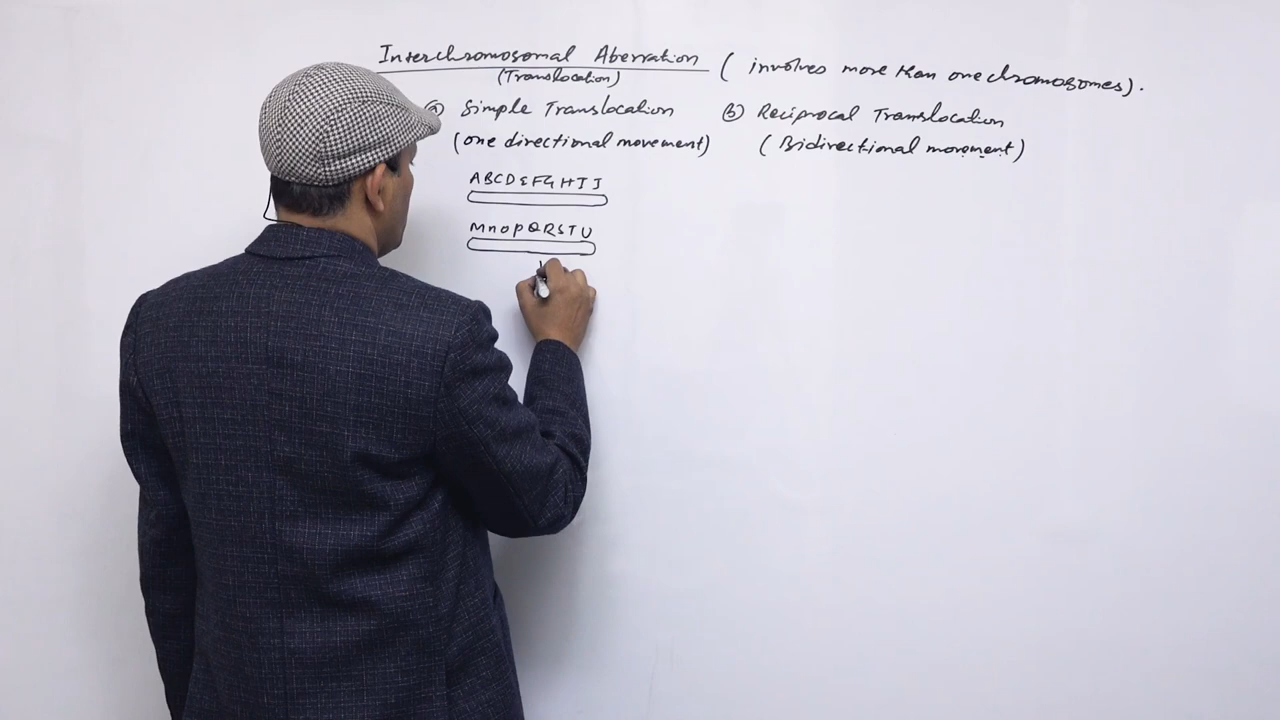 Interchromosomal Aberration ( involves more than one chromosomes).
(Translocation)
ⓐ Simple Translocation
(one directional movement)
ⓑ Reciprocal Translocation
( Bidirectional movement)
ABCDEFGHIJ
MnopQRSTU